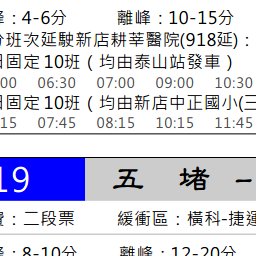 峰：4-6分 離峰：10-15分
分班次延駛新店耕莘醫院(918延)：
日固定10班（均由泰山站發車）
:00 06:30 07:00 09:00 10:30
日固定10班（均由新店中正國小(三
:15 07:45 08:15 10:15 11:45
19 五堵-
：二段票 緩衝區：橫科-捷運
峰：8-10分 離峰：12-20分